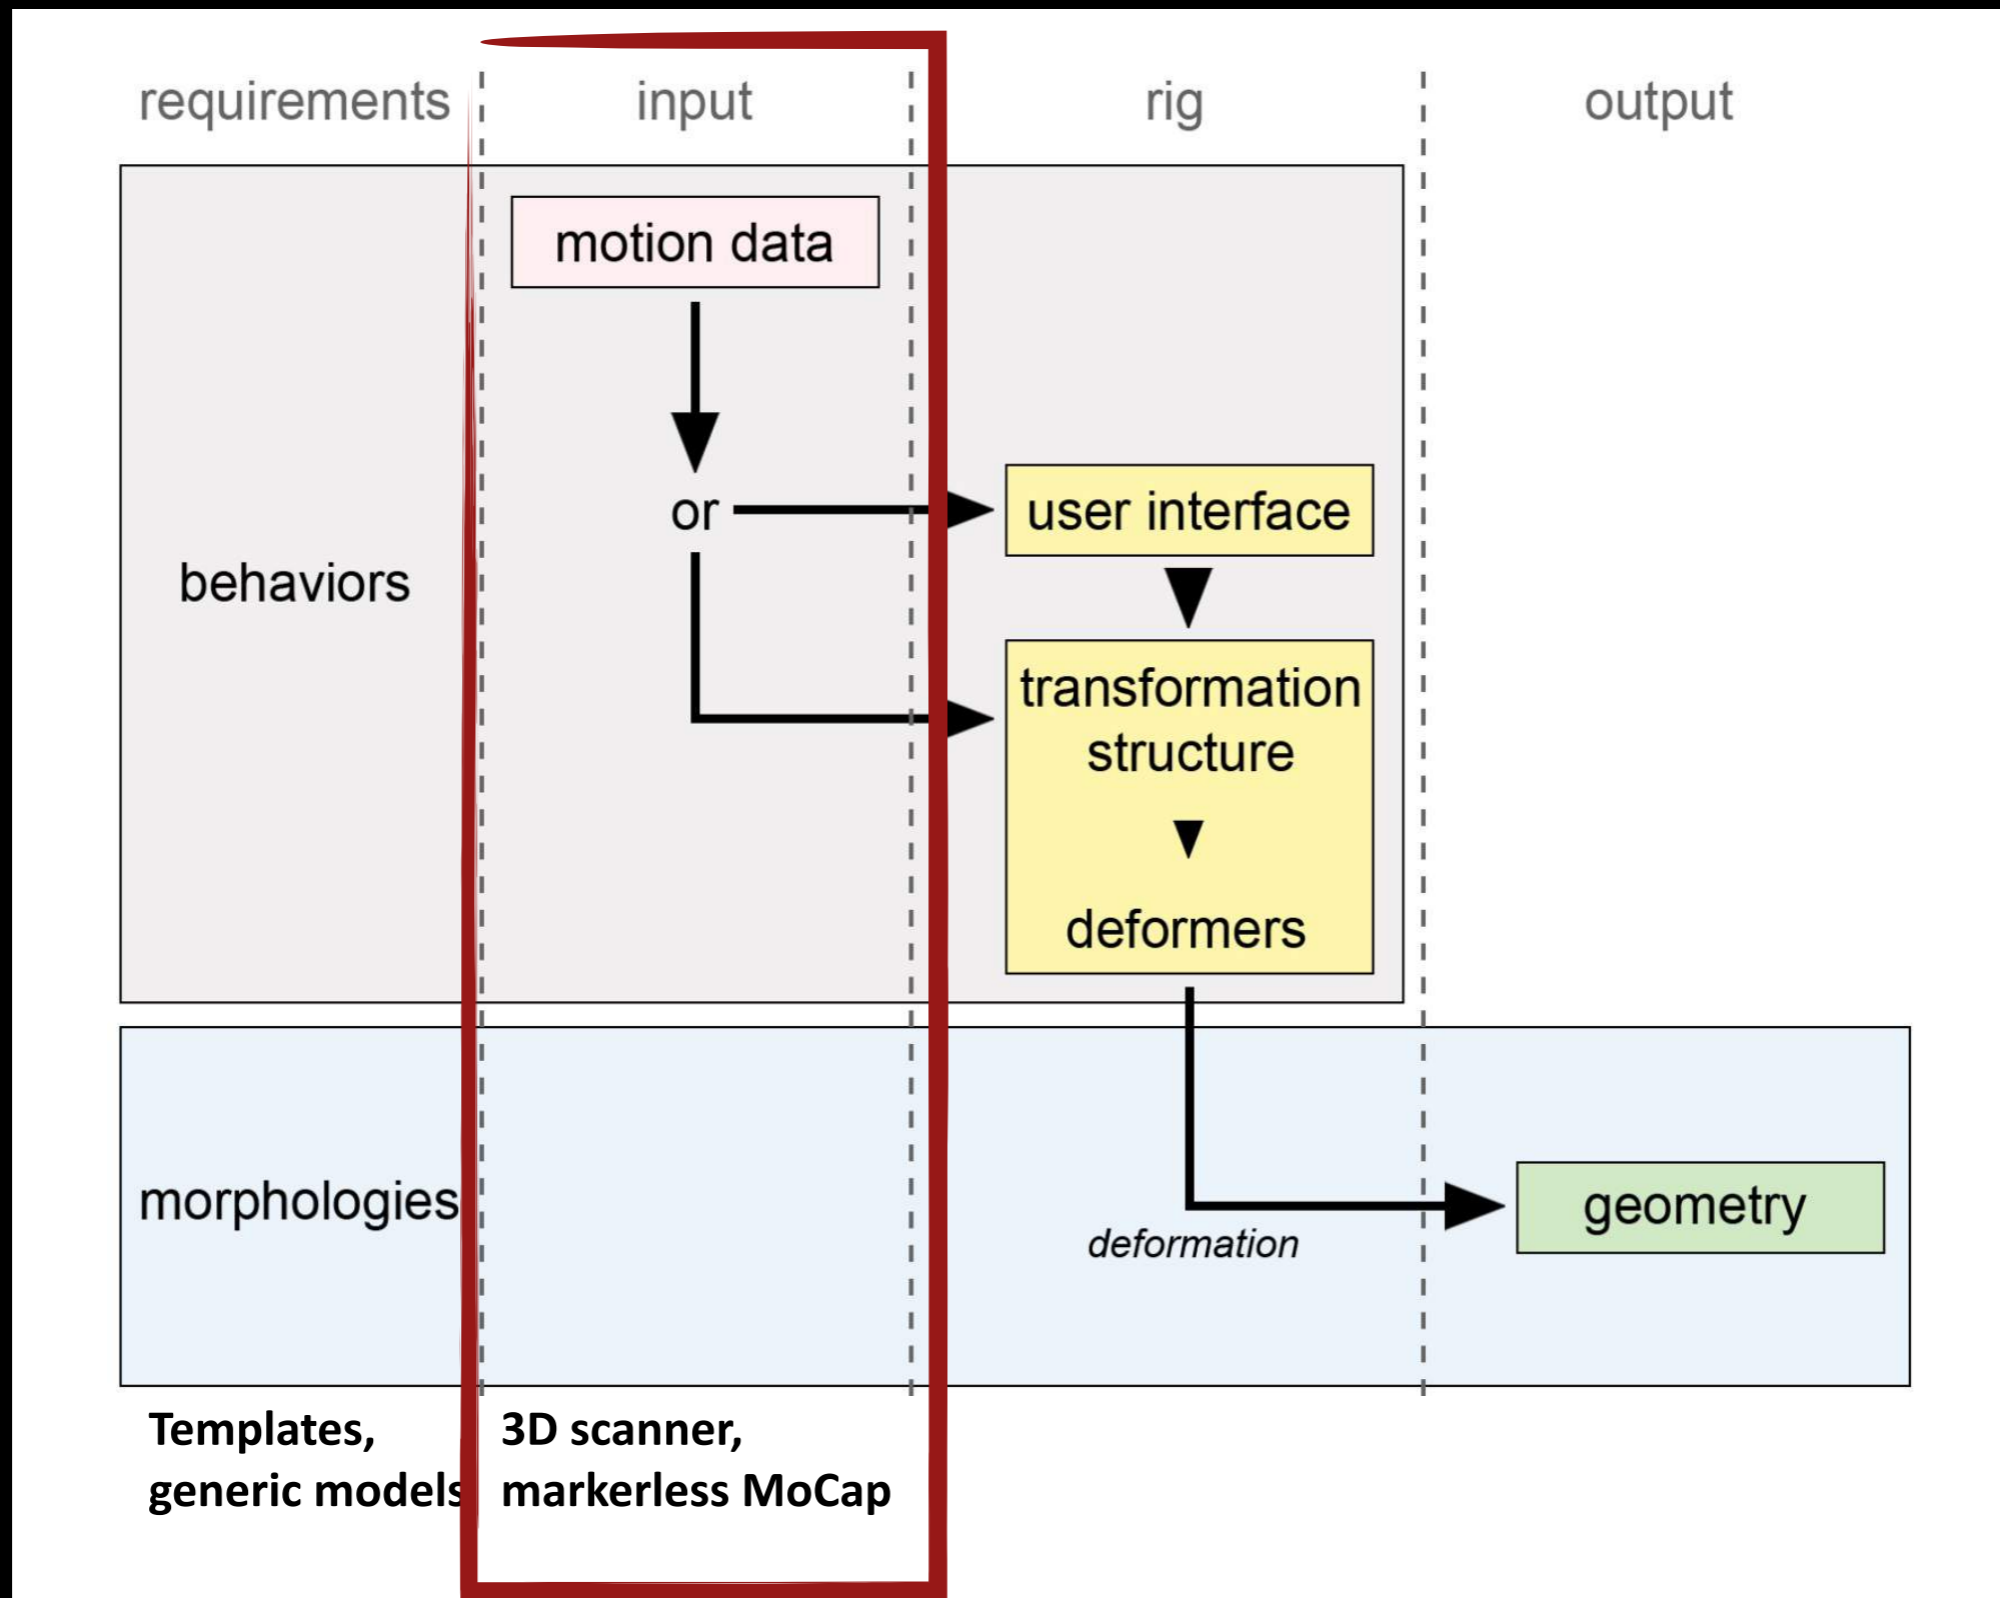 requirements
input
rig
output
motion data
or
user interface
behaviors
transformation
structure
deformers
morphologies
geometry
deformation
Templates,
generic models
3D scanner,
markerless MoCap